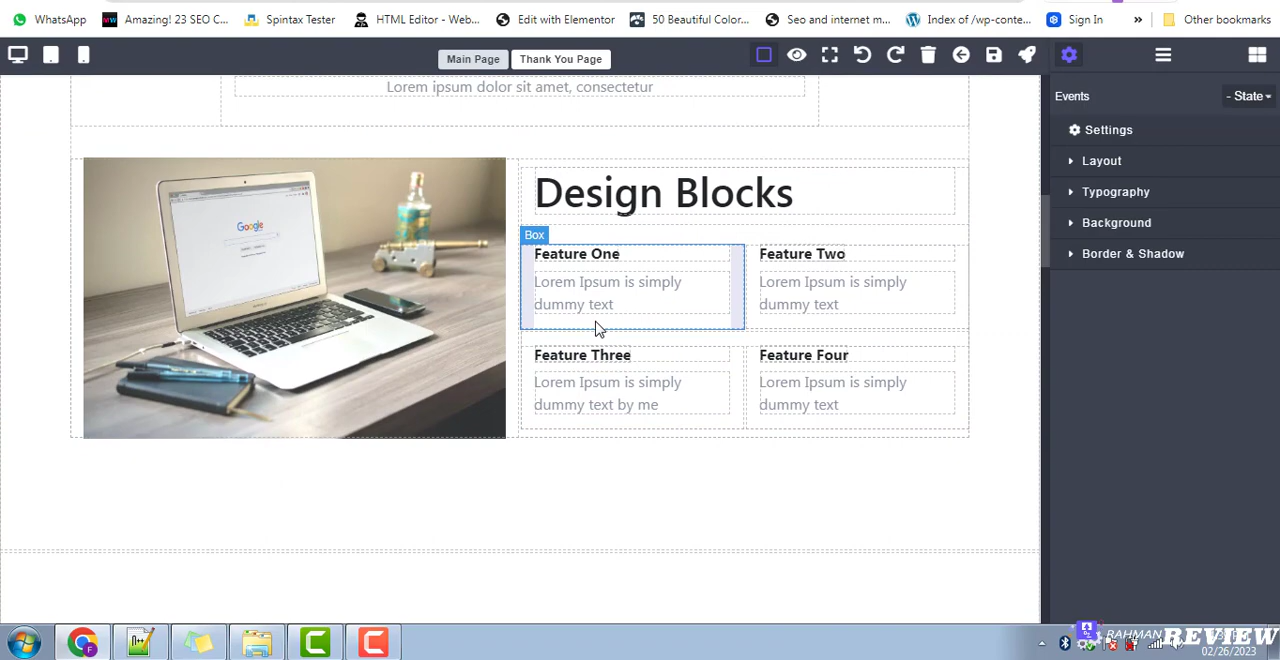 WhatsApp
Amazing! 23 SEO C...
Spintax Tester
HTML Editor - Web...
Edit with Elementor
50 Beautiful Color...
Seo and internet m...
Index of /wp-conte...
Sign In
»
Other bookmarks
Main Page
Thank You Page
Events
- State
Settings
Layout
Typography
Background
Border & Shadow
Lorem ipsum dolor sit amet, consectetur
Google
Design Blocks
Box
Feature One
Lorem Ipsum is simply
dummy text
Feature Two
Lorem Ipsum is simply
dummy text
Feature Three
Lorem Ipsum is simply
dummy text by me
Feature Four
Lorem Ipsum is simply
dummy text
RAHMAN
REVIEW
02/26/2023